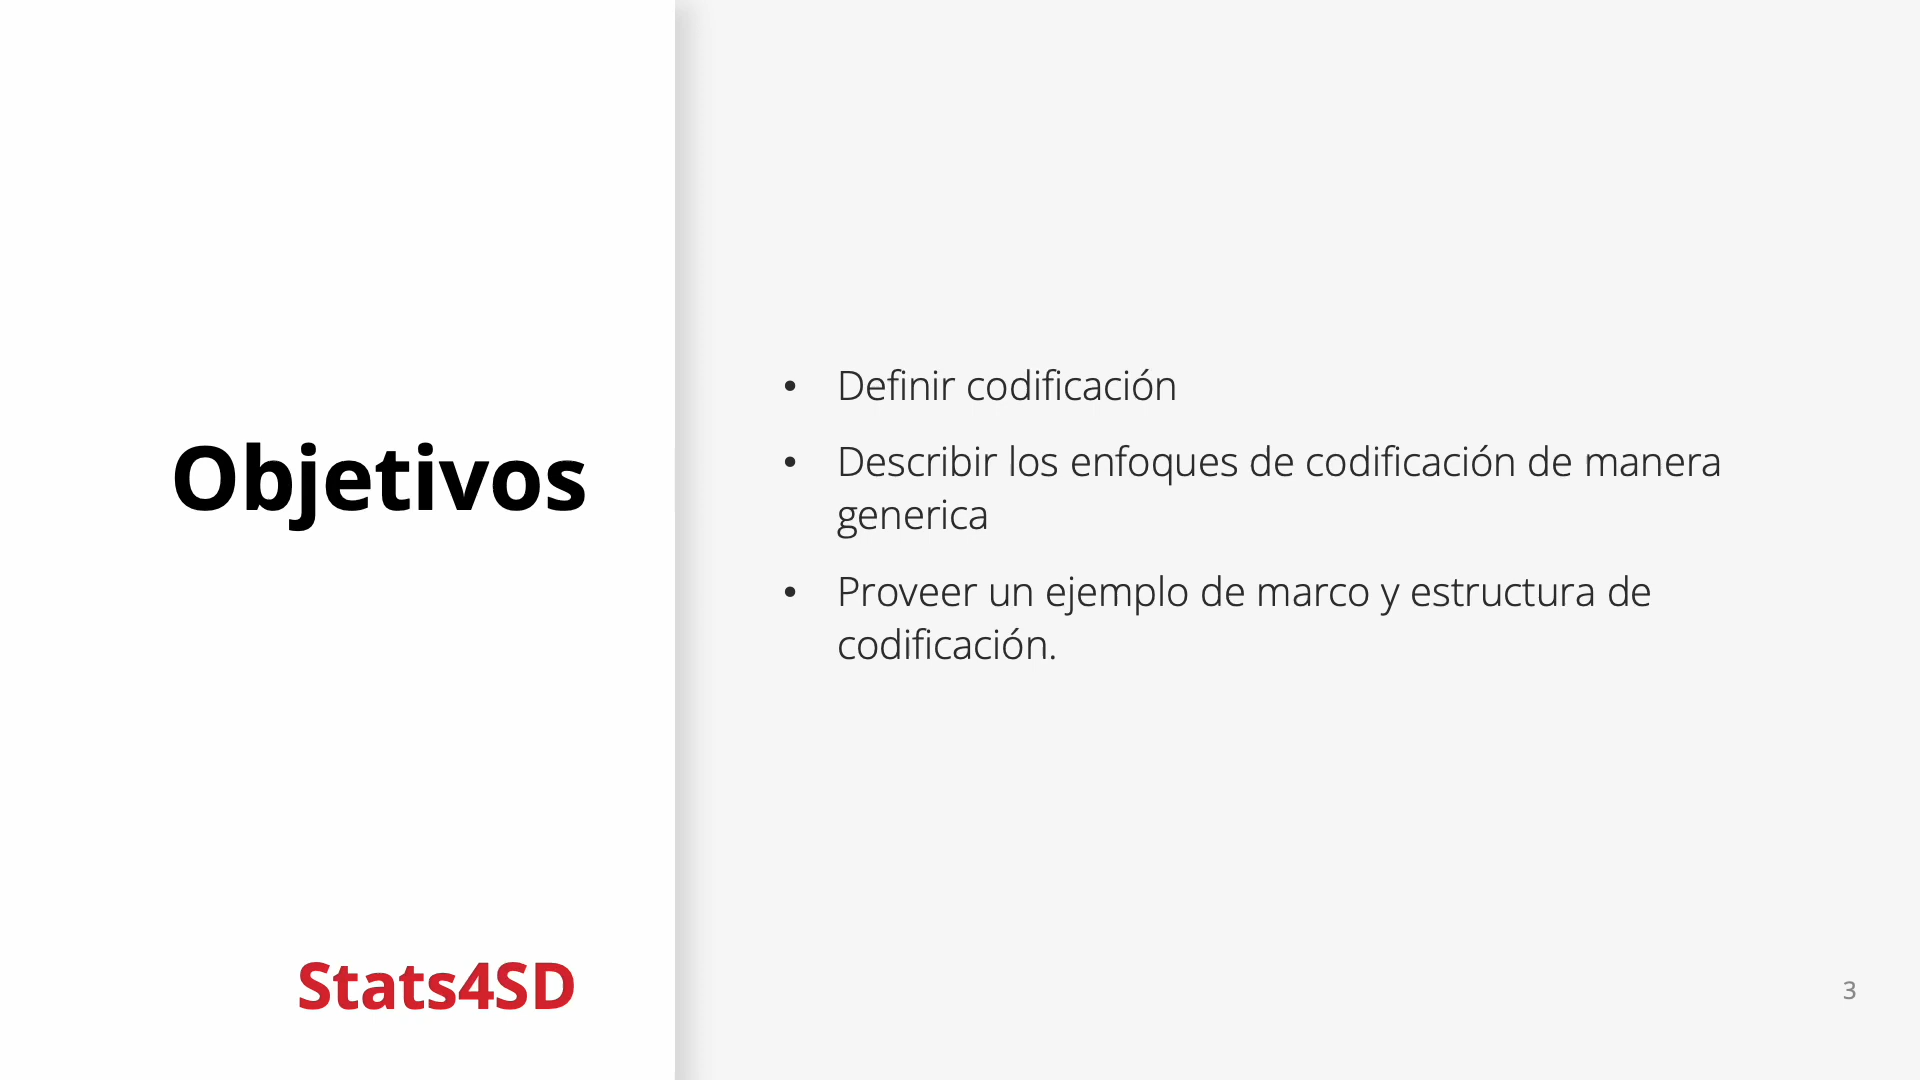 Objetivos
• Definir codificación
• Describir los enfoques de codificación de manera
generica
• Proveer un ejemplo de marco y estructura de
codificación.
Stats4SD
3